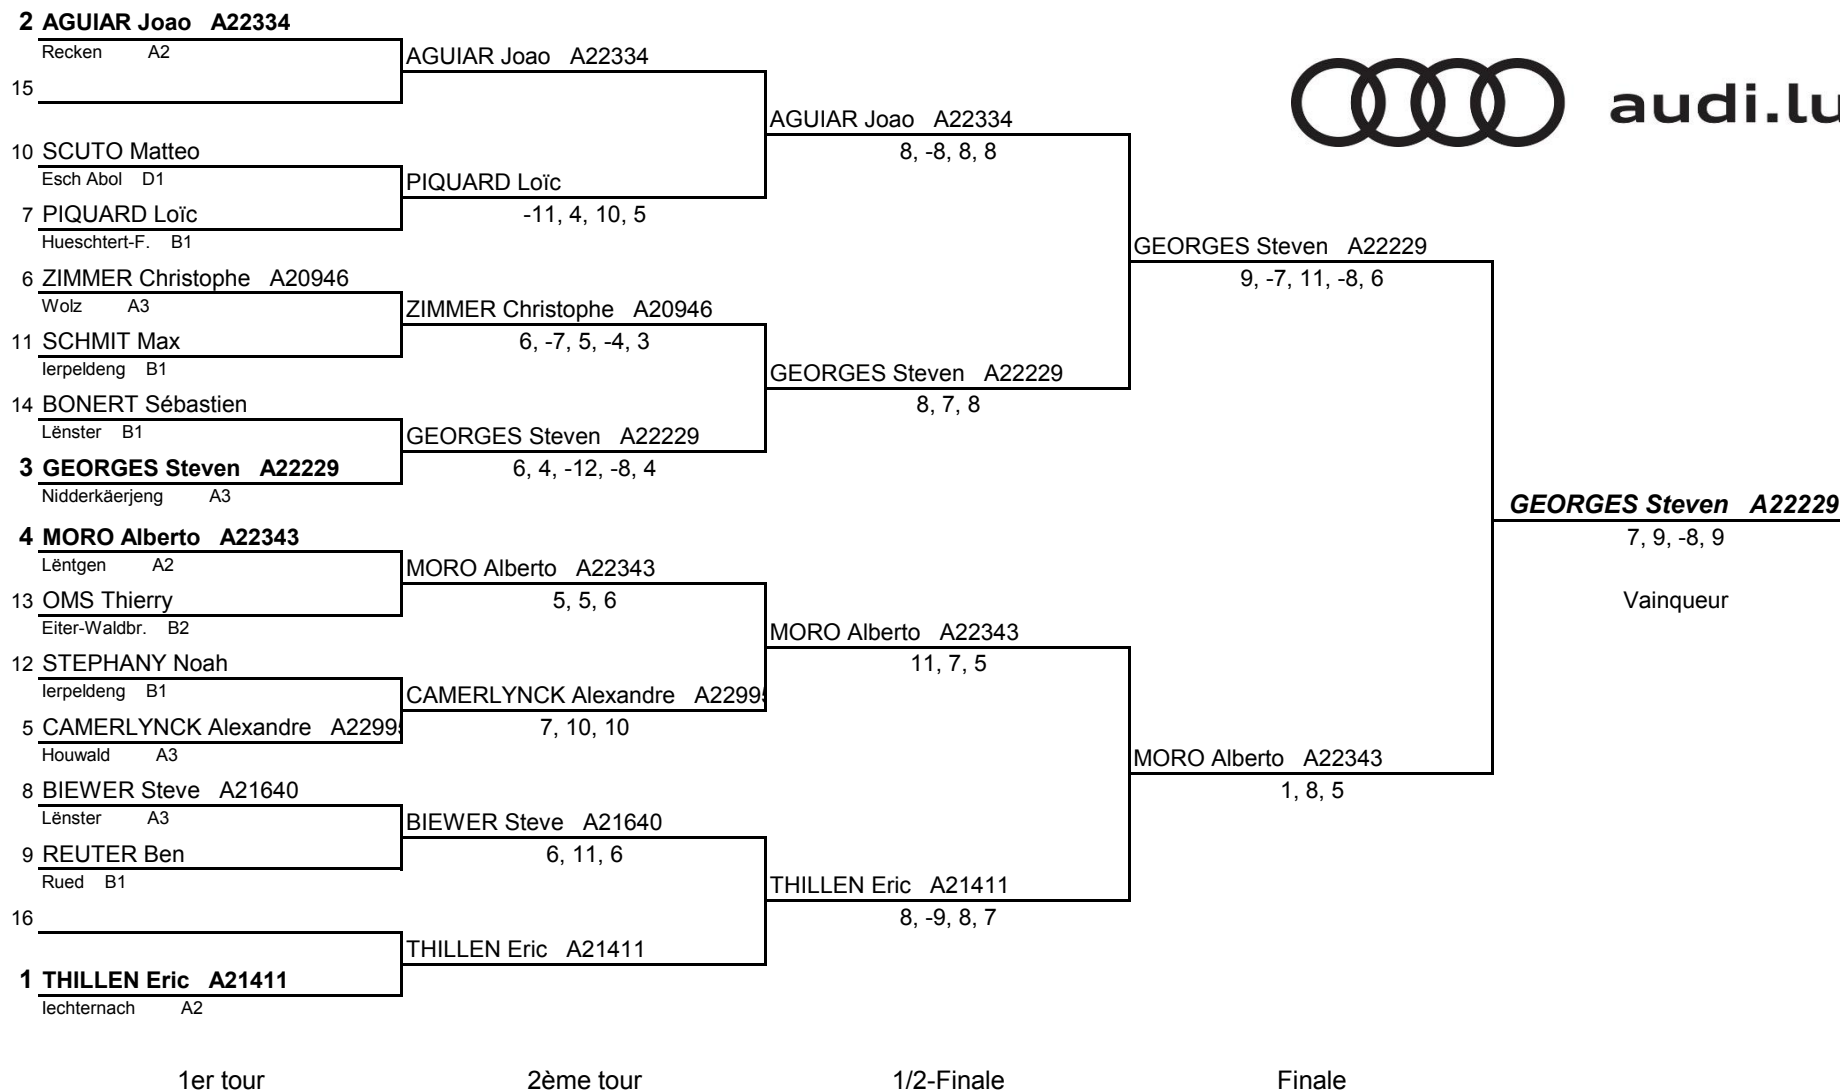 2 AGUIAR Joao A22334
Recken A2
AGUIAR Joao A22334
15
audi.lu
AGUIAR Joao A22334
8, -8, 8, 8
10 SCUTO Matteo
Esch Abol D1
PIQUARD Loïc
-11, 4, 10, 5
7 PIQUARD Loïc
Hueschtert-F. B1
GEORGES Steven A22229
9, -7, 11, -8, 6
6 ZIMMER Christophe A20946
Wolz A3
ZIMMER Christophe A20946
6, -7, 5, -4, 3
11 SCHMIT Max
Ierpeldeng B1
GEORGES Steven A22229
8, 7, 8
14 BONERT Sébastien
Lënster B1
GEORGES Steven A22229
6, 4, -12, -8, 4
3 GEORGES Steven A22229
Nidderkäerjeng A3
GEORGES Steven A22229
7, 9, -8, 9
Vainqueur
4 MORO Alberto A22343
Lëntgen A2
MORO Alberto A22343
5, 5, 6
13 OMS Thierry
Eiter-Waldbr. B2
MORO Alberto A22343
11, 7, 5
12 STEPHANY Noah
Ierpeldeng B1
CAMERLYNCK Alexandre
7, 10, 10
5 CAMERLYNCK Alexandre
Houwald A3
MORO Alberto A22343
1, 8, 5
8 BIEWER Steve A21640
Lënster A3
BIEWER Steve A21640
6, 11, 6
9 REUTER Ben
Rued B1
THILLEN Eric A21411
8, -9, 8, 7
16
THILLEN Eric A21411
1 THILLEN Eric A21411
Iechternach A2
1er tour 2ème tour 1/2-Finale Finale